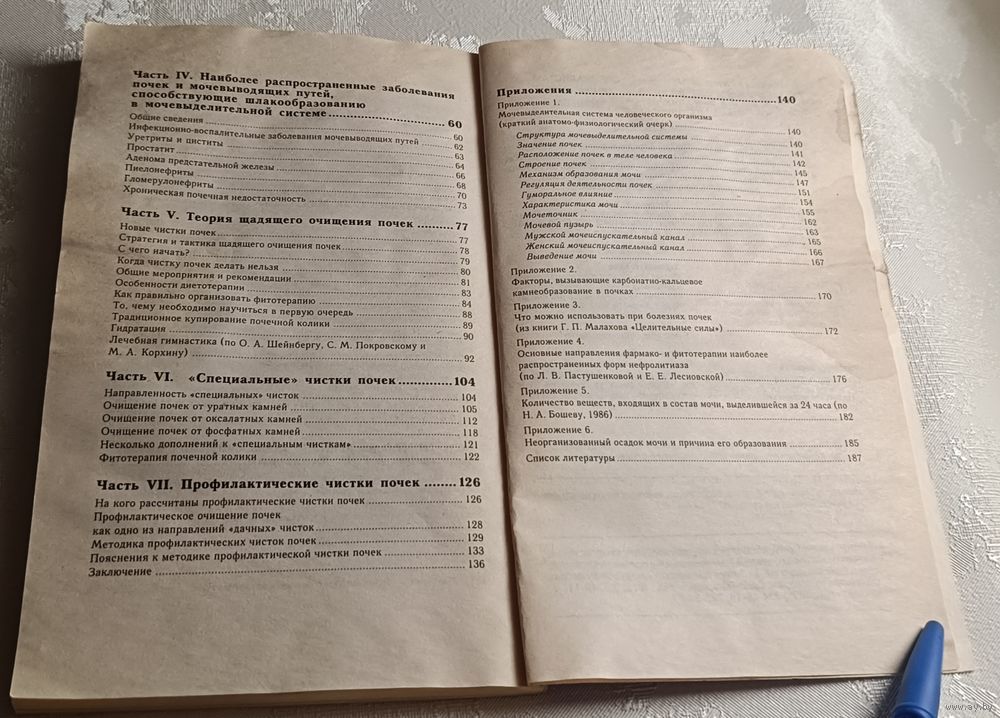 Часть IV. Наиболее распространенные заболевания
почек и мочевыводящих путей,
способствующие шлакообразованию
в мочевыделительной системе 60
Общие сведения 60
Инфекционно-воспалительные заболевания мочевыводящих путей 62
Уретриты и циститы 63
Простатит 64
Аденома предстательной железы 66
Пиелонефриты 68
Гломерулонефриты 70
Хроническая почечная недостаточность 73
Часть V. Теория щадящего очищения почек 77
Новые чистки почек 77
Стратегия и тактика щадящего очищения почек 78
С чего начать? 79
Когда чистку почек делать нельзя 80
Общие мероприятия и рекомендации 81
Особенности диетотерапии 83
Как правильно организовать фитотерапию 84
То, чему необходимо научиться в первую очередь 88
Традиционное купирование почечной колики 89
Гидратация 90
Лечебная гимнастика (по О. А. Шейнбергу, С. М. Покровскому и
М. А. Корхину) 92
Часть VI. «Специальные» чистки почек 104
Направленность «специальных» чисток 104
Очищение почек от уратных камней 105
Очищение почек от оксалатных камней 112
Очищение почек от фосфатных камней 118
Несколько дополнений к «специальным чисткам» 121
Фитотерапия почечной колики 122
Часть VII. Профилактические чистки почек 126
На кого рассчитаны профилактические чистки почек 126
Профилактическое очищение почек
как одно из направлений «дачных» чисток 128
Методика профилактических чисток почек 129
Пояснения к методике профилактической чистки почек 133
Заключение 136
Приложения 140
Приложение 1.
Мочевыделительная система человеческого организма
(краткий анатомо-физиологический очерк) 140
Структура мочевыделительной системы 140
Значение почек 141
Расположение почек в теле человека 142
Строение почек 145
Механизм образования мочи 147
Регуляция деятельности почек 151
Гуморальное влияние 154
Характеристика мочи 155
Мочеточник 162
Мочевой пузырь 163
Мужской мочеиспускательный канал 165
Женский мочеиспускательный канал 166
Выведение мочи 167
Приложение 2.
Факторы, вызывающие карбонатно-кальцевое
камнеобразование в почках 170
Приложение 3.
Что можно использовать при болезнях почек
(из книги Г. П. Малахова «Целительные силы») 172
Приложение 4.
Основные направления фармако- и фитотерапии наиболее
распространенных форм нефролитиаза
(по Л. В. Пастушенковой и Е. Е. Лесиовской) 176
Приложение 5.
Количество веществ, входящих в состав мочи, выделившейся за 24 часа (по
Н. А. Бошеву, 1986) 182
Приложение 6.
Неорганизованный осадок мочи и причина его образования 185
Список литературы 187
www.ay.by